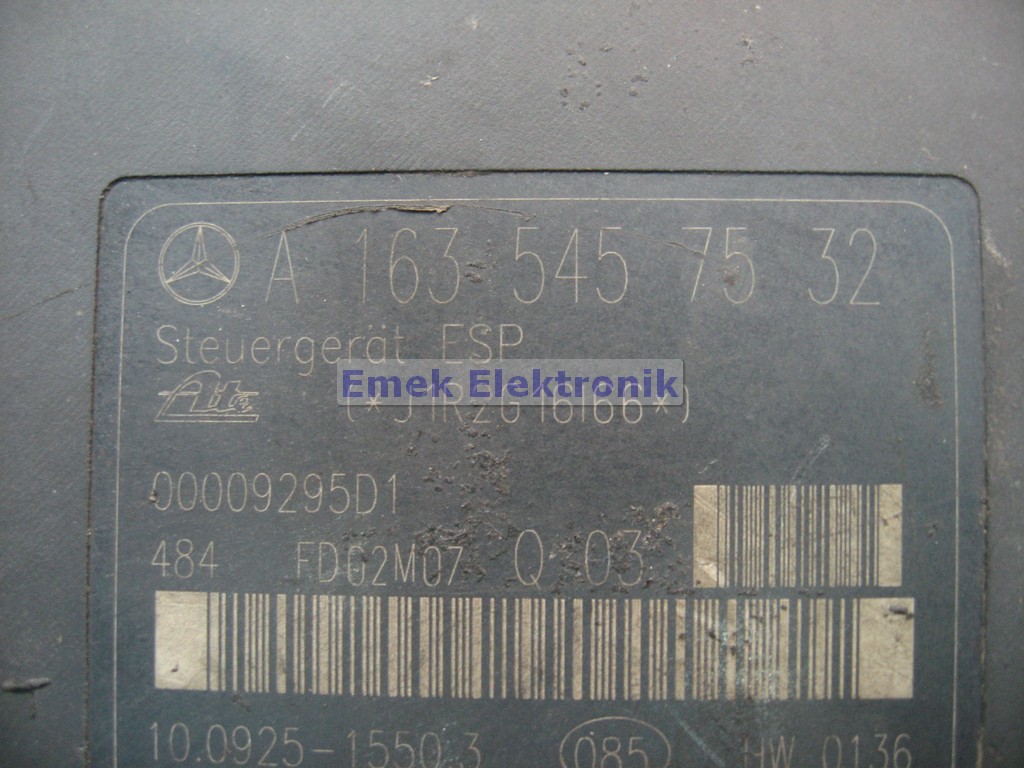 A 163 545 75 32
Steuergerät ESP
Ate
Emek Elektronik
00009295D1
484 FDG2M07 Q 03
10.0925-1550.3 085 HW 0136